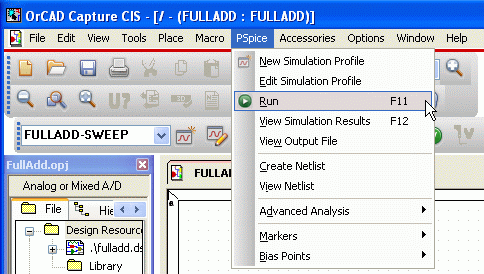 OrCAD Capture CIS - [/ - (FULLADD : FULLADD)]
File Edit View Tools Place Macro PSpice Accessories Options Window Help
New Simulation Profile
Edit Simulation Profile
Run F11
View Simulation Results F12
View Output File
Create Netlist
View Netlist
Advanced Analysis
Markers
Bias Points
U?
FULLADD-SWEEP
FullAdd.opj
Analog or Mixed A/D
File Hie
Design Resource
.\fulladd.ds
Library
FULLA
a